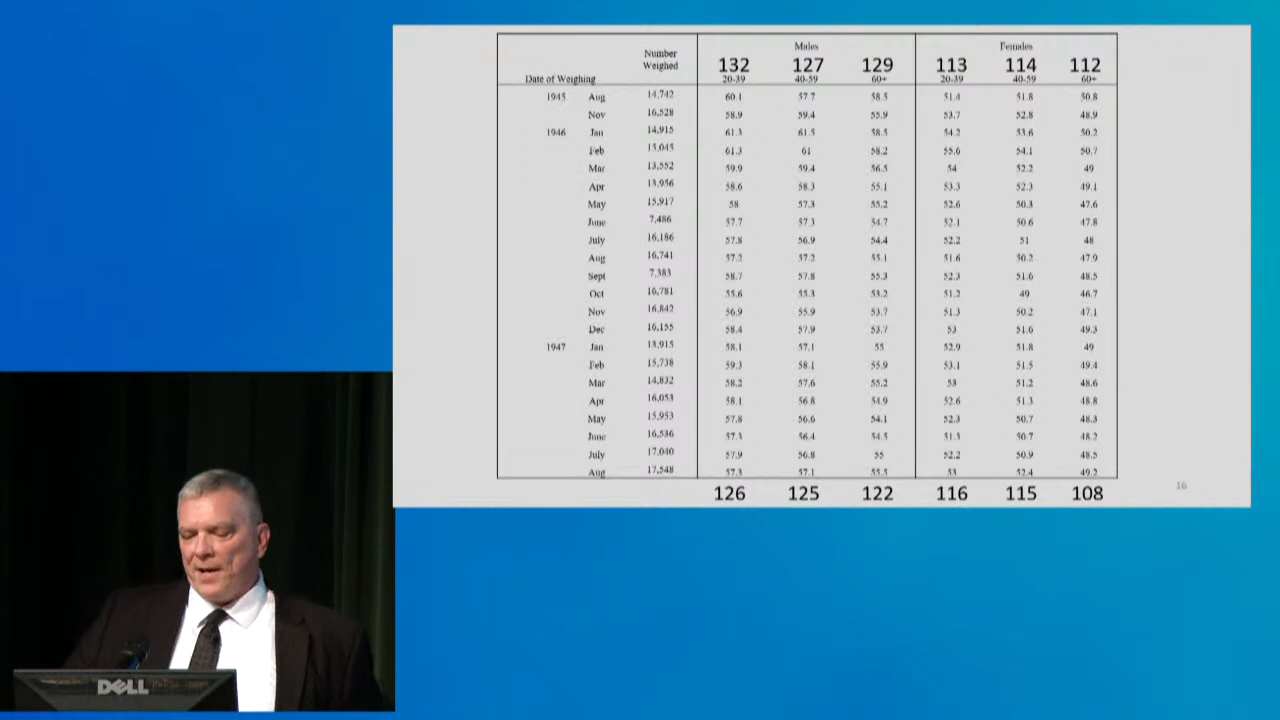 Males Females
Number
Weighed 132 127 129 113 114 112
Date of Weighing 20-39 40-59 60+ 20-39 40-59 60+
1945 Aug 14,742 60.1 57.7 58.5 51.4 51.8 50.8
Nov 16,528 58.9 59.4 55.9 53.7 52.8 48.9
1946 Jan 14,915 61.3 61.5 58.5 54.2 53.6 50.2
Feb 15,045 61.3 61 58.2 55.6 54.1 50.7
Mar 13,552 59.9 59.4 56.5 54 52.2 49
Apr 13,956 58.6 58.3 55.1 53.3 52.3 49.1
May 15,917 58 57.3 55.2 52.6 50.3 47.6
June 7,486 57.7 57.3 54.7 52.1 50.6 47.8
July 16,186 57.8 56.9 54.4 52.2 51 48
Aug 16,741 57.2 57.2 55.1 51.6 50.2 47.9
Sept 7,383 58.7 57.8 55.3 52.3 51.6 48.5
Oct 16,781 55.6 55.3 53.2 51.2 49 46.7
Nov 16,842 56.9 55.9 53.7 51.3 50.2 47.1
Dec 16,155 58.4 57.9 53.7 53 51.6 49.3
1947 Jan 13,915 58.1 57.1 55 52.9 51.8 49
Feb 15,738 59.3 58.1 55.9 53.1 51.5 49.4
Mar 14,832 58.2 57.6 55.2 53 51.2 48.6
Apr 16,053 58.1 56.8 54.9 52.6 51.3 48.8
May 15,953 57.8 56.6 54.1 52.3 50.7 48.3
June 16,536 57.3 56.4 54.5 51.3 50.7 48.2
July 17,040 57.9 56.8 55 52.2 50.9 48.5
Aug 17,548 57.3 57.1 55.5 53 52.4 49.2
126 125 122 116 115 108
16
DELL